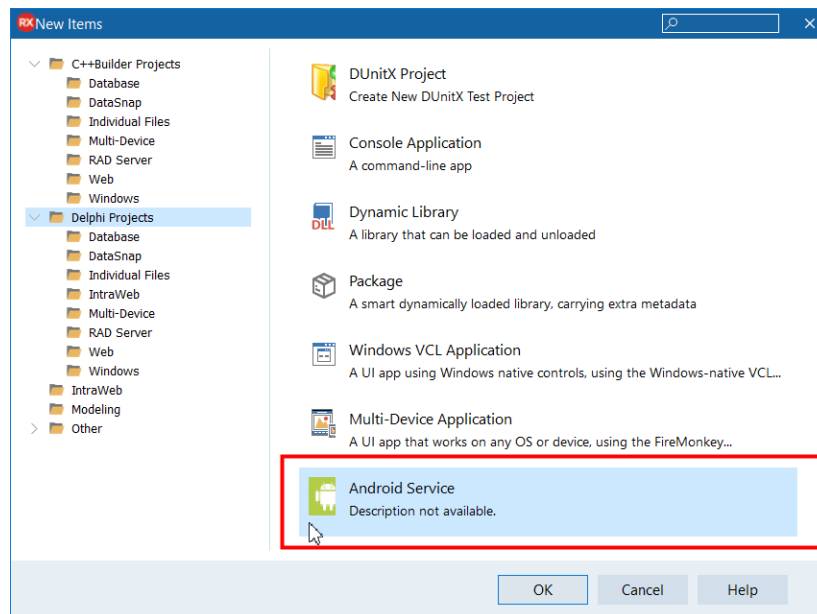 RX New Items
C++Builder Projects
Database
DataSnap
Individual Files
Multi-Device
RAD Server
Web
Windows
Delphi Projects
Database
DataSnap
Individual Files
IntraWeb
Multi-Device
RAD Server
Web
Windows
IntraWeb
Modeling
Other
DUnitX Project
Create New DUnitX Test Project
Console Application
A command-line app
DLL
Dynamic Library
A library that can be loaded and unloaded
Package
A smart dynamically loaded library, carrying extra metadata
Windows VCL Application
A UI app using Windows native controls, using the Windows-native VCL...
Multi-Device Application
A UI app that works on any OS or device, using the FireMonkey...
Android Service
Description not available.
OK
Cancel
Help